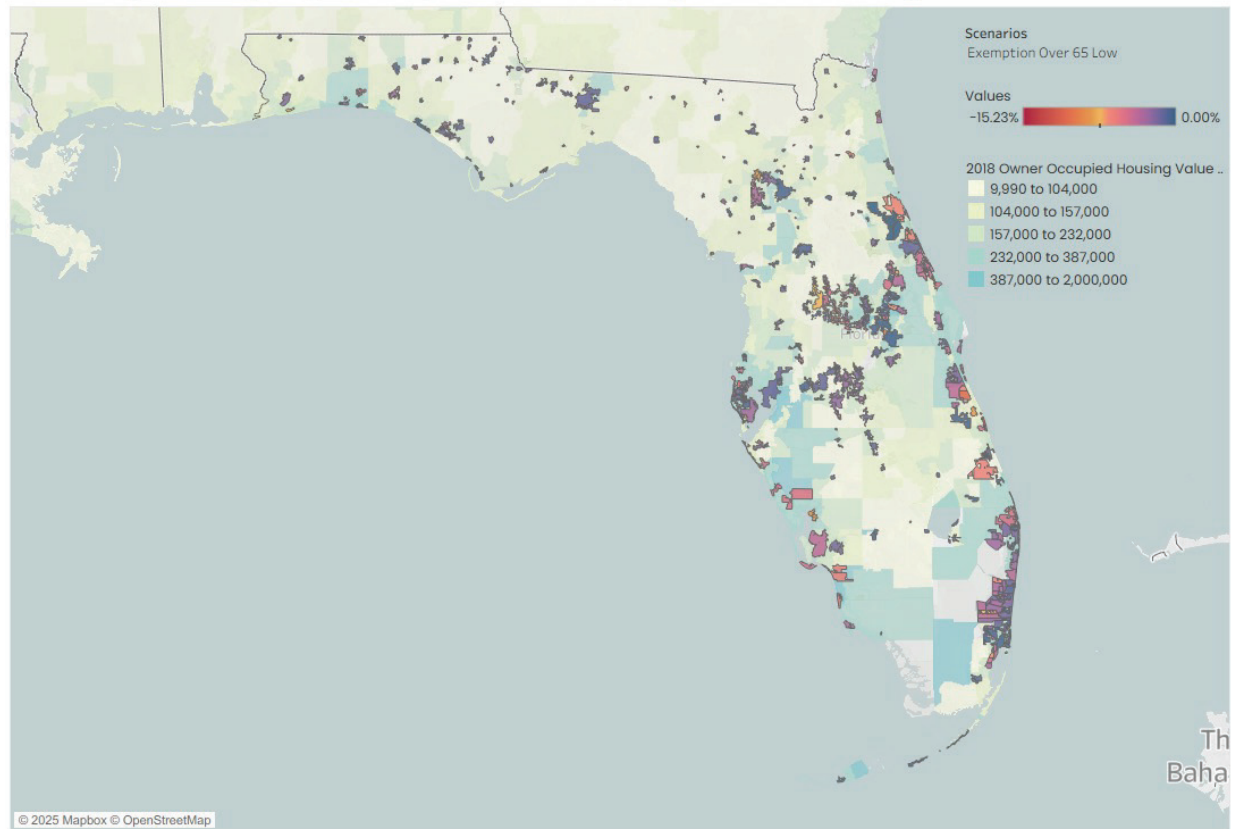 Scenarios
Exemption Over 65 Low
Values
-15.23% 0.00%
2018 Owner Occupied Housing Value ..
9,990 to 104,000
104,000 to 157,000
157,000 to 232,000
232,000 to 387,000
387,000 to 2,000,000
Florida
Th
Baha
© 2025 Mapbox © OpenStreetMap